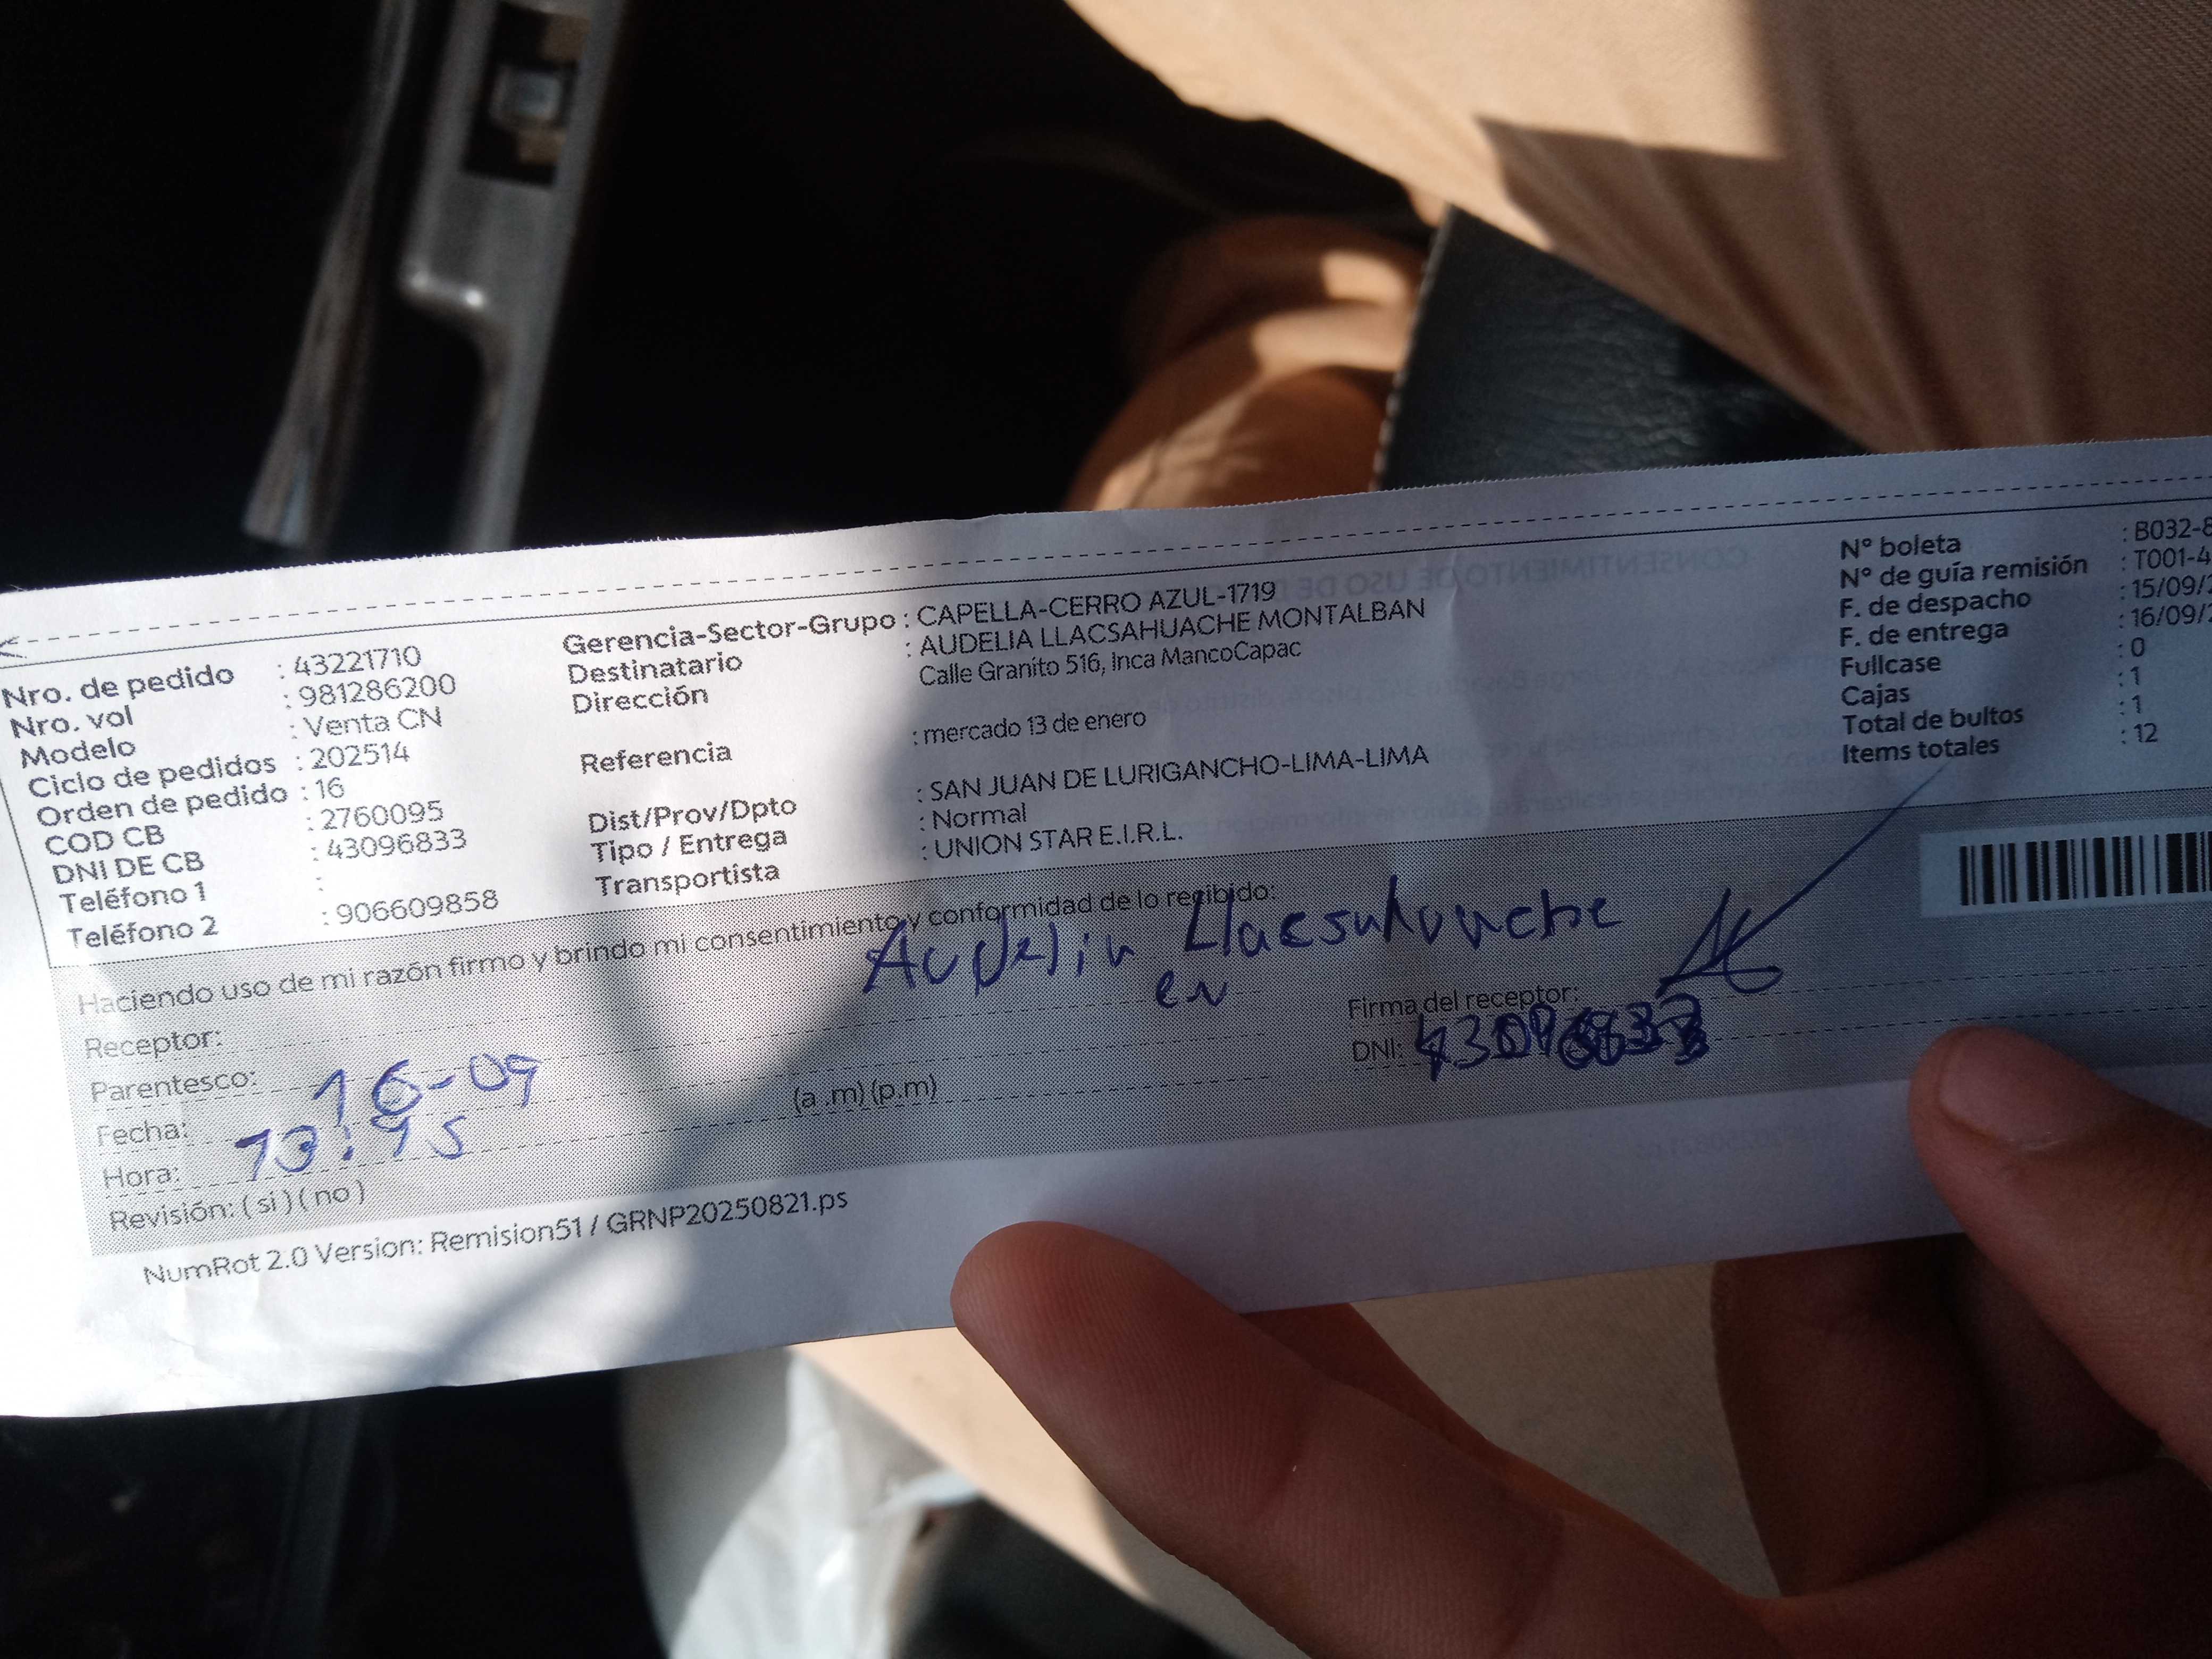 Nro. de pedido : 43221710
Nro. vol : 981286200
Modelo : Venta CN
Ciclo de pedidos : 202514
Orden de pedido : 16
COD CB : 2760095
DNI DE CB : 43096833
Teléfono 1 :
Teléfono 2 : 906609858
Gerencia-Sector-Grupo : CAPELLA-CERRO AZUL-1719
Destinatario : AUDELIA LLACSAHUACHE MONTALBAN
Dirección Calle Granito 516, Inca MancoCapac
Referencia : mercado 13 de enero
Dist/Prov/Dpto : SAN JUAN DE LURIGANCHO-LIMA-LIMA
Tipo / Entrega : Normal
Transportista : UNION STAR E.I.R.L.
Nº boleta : B032-8
Nº de guía remisión : T001-4
F. de despacho : 15/09/2
F. de entrega : 16/09/2
Fullcase : 0
Cajas : 1
Total de bultos : 1
Items totales : 12
Haciendo uso de mi razón firmo y brindo mi consentimiento y conformidad de lo recibido:
Receptor: Audelia
Parentesco:
Fecha: 16-09
Hora: 13:45 (a .m) (p.m)
Revisión: ( si ) ( no )
Firma del receptor:
DNI: 43096833
NumRot 2.0 Version: Remision51 / GRNP20250821.ps